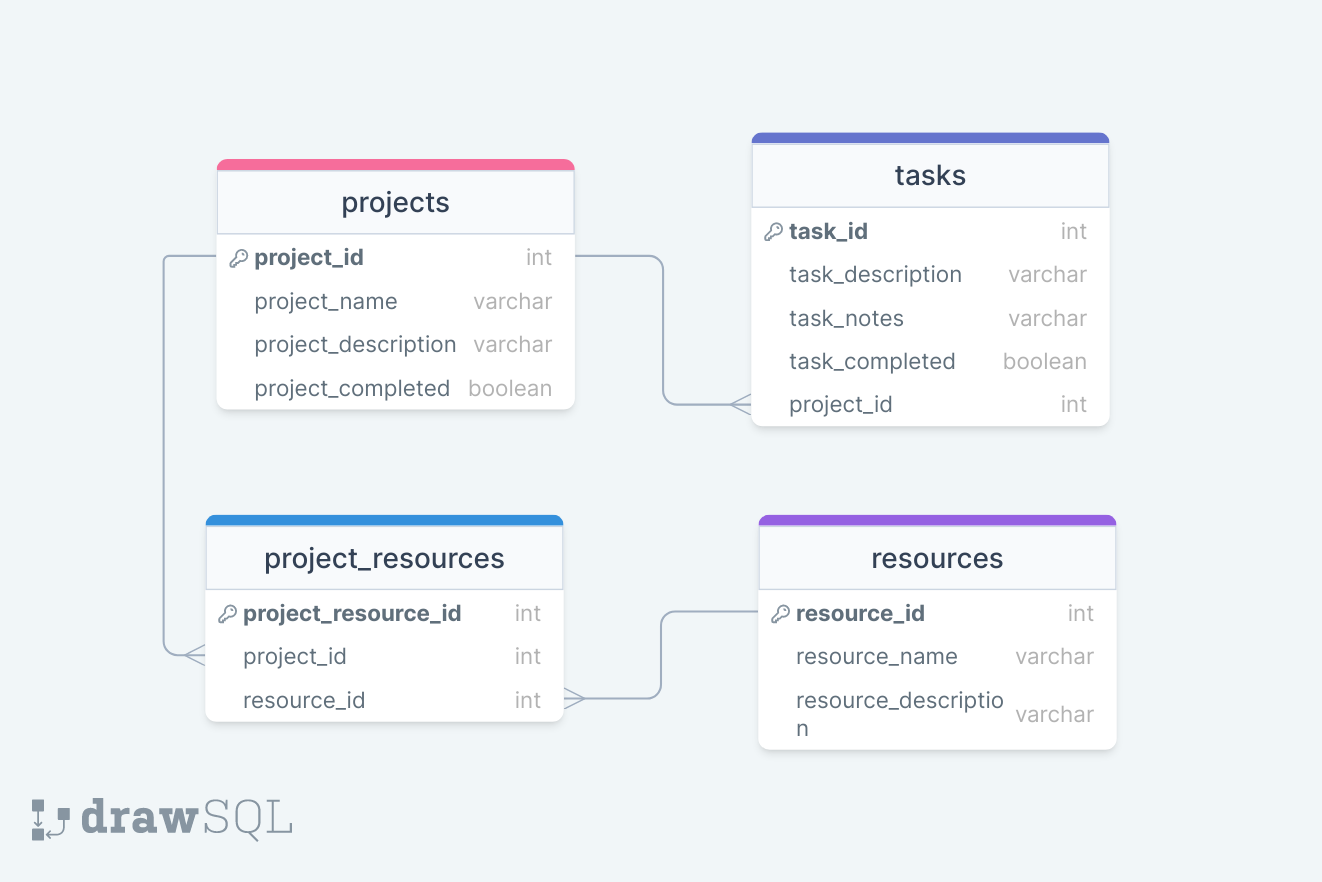 projects
project_id int
project_name varchar
project_description varchar
project_completed boolean
tasks
task_id int
task_description varchar
task_notes varchar
task_completed boolean
project_id int
project_resources
project_resource_id int
project_id int
resource_id int
resources
resource_id int
resource_name varchar
resource_descriptio varchar
n
drawSQL